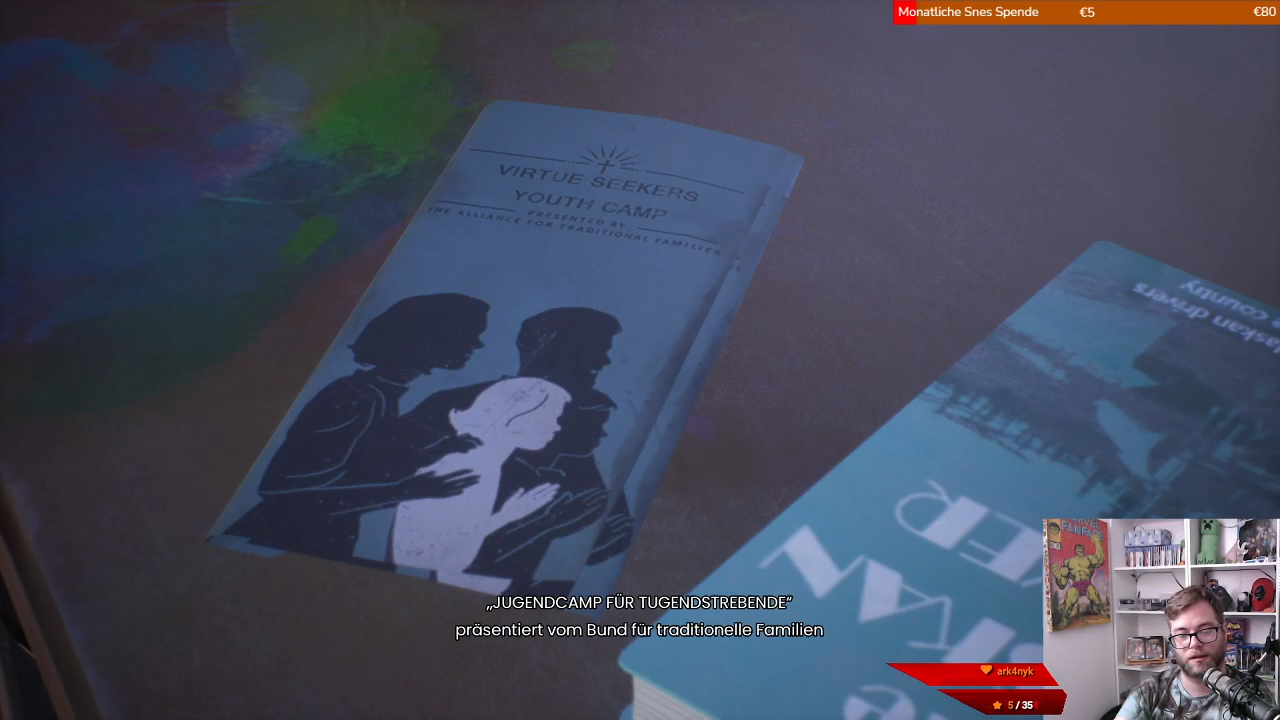 Monatliche Snes Spende €5 €80
VIRTUE SEEKERS
YOUTH CAMP
PRESENTED BY
THE ALLIANCE FOR TRADITIONAL FAMILIES
„JUGENDCAMP FÜR TUGENDSTREBENDE“
präsentiert vom Bund für traditionelle Familien
ark4nyk
5 / 35